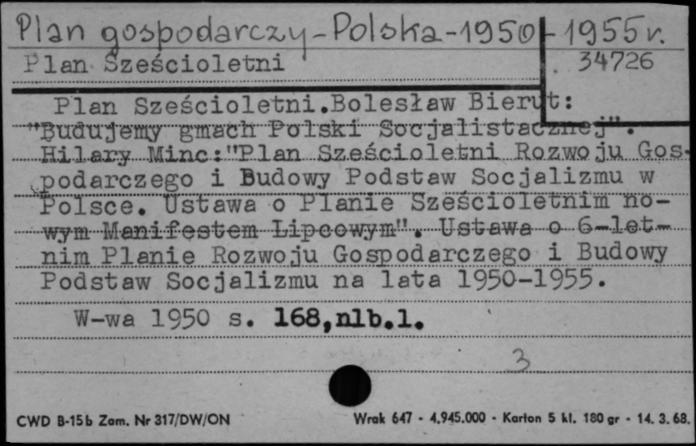 Plan gospodarczy-Polska-1950-1955r.
Plan Sześcioletni 34726
Plan Sześcioletni.Bolesław Bierut:
"Budujemy gmach Polski Socjalistacznej".
Hilary Minc:"Plan Sześcioletni Rozwoju Gos-
podarczego i Budowy Podstaw Socjalizmu w
Polsce. Ustawa o Planie Sześcioletnim no-
wym Manifestem Lipcowym". Ustawa o 6-let-
nim Planie Rozwoju Gospodarczego i Budowy
Podstaw Socjalizmu na lata 1950-1955.
W-wa 1950 s. 168,nlb.1.
3
CWD B-15b Zam. Nr 317/DW/ON Wrak 647 - 4.945.000 - Karton 5 kl. 180 gr - 14. 3. 68.